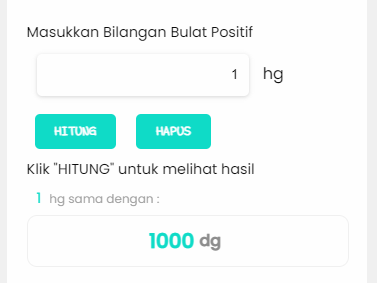 Masukkan Bilangan Bulat Positif
1 hg
HITUNG HAPUS
Klik "HITUNG" untuk melihat hasil
1 hg sama dengan :
1000 dg